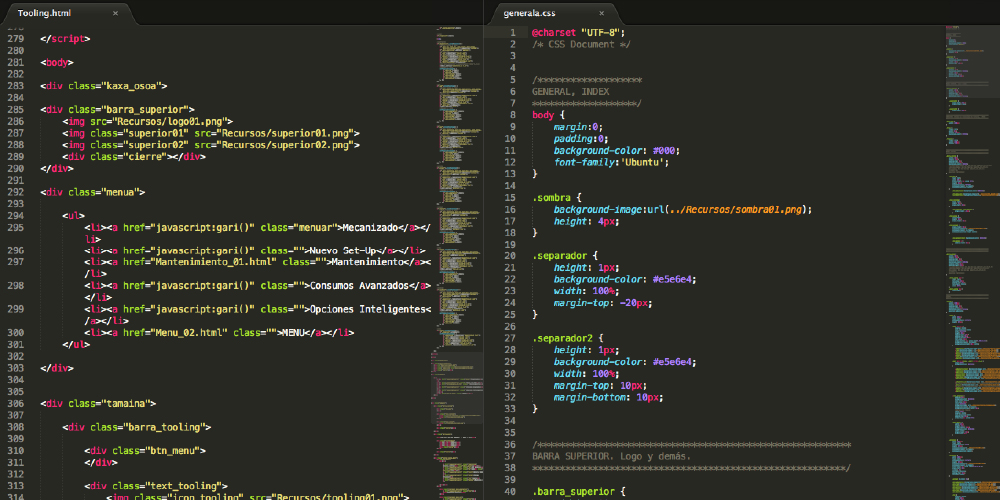 Tooling.html ×
278
279 </script>
280
281 <body>
282
283 <div class="kaxa_osoa">
284
285 <div class="barra_superior">
286 <img src="Recursos/logo01.png">
287 <img class="superior01" src="Recursos/superior01.png">
288 <img class="superior02" src="Recursos/superior02.png">
289 <div class="cierre"></div>
290 </div>
291
292 <div class="menua">
293
294 <ul>
295 <li><a href="javascript:gari()" class="menuar">Mecanizado</a></
li>
296 <li><a href="javascript:gari()" class="">Nuevo Set-Up</a></li>
297 <li><a href="Mantinimiento_01.html" class="">Mantenimiento</a><
/li>
298 <li><a href="javascript:gari()" class="">Consumos Avanzados</a>
</li>
299 <li><a href="javascript:gari()" class="">Opciones Inteligentes<
/a></li>
300 <li><a href="Menu_02.html" class="">MENU</a></li>
301 </ul>
302
303 </div>
304
305
306 <div class="tamaina">
307
308 <div class="barra_tooling">
309
310 <div class="btn_menu">
311 </div>
312
313 <div class="text_tooling">
314 <img class="iron_tooling" src="Recursos/tooling01.png">
generala.css ×
1 @charset "UTF-8";
2 /* CSS Document */
3
4
5 /******************
6 GENERAL, INDEX
7 ******************/
8 body {
9 margin:0;
10 padding:0;
11 background-color: #000;
12 font-family:'Ubuntu';
13 }
14
15 .sombra {
16 background-image:url(../Recursos/sombra01.png);
17 height: 4px;
18 }
19
20 .separador {
21 height: 1px;
22 background-color: #e5e6e4;
23 width: 100%;
24 margin-top: -20px;
25 }
26
27 .separador2 {
28 height: 1px;
29 background-color: #e5e6e4;
30 width: 100%;
31 margin-top: 10px;
32 margin-bottom: 10px;
33 }
34
35
36 /******************************************************
37 BARRA SUPERIOR. Logo y demás.
38 ******************************************************/
39
40 .barra_superior {